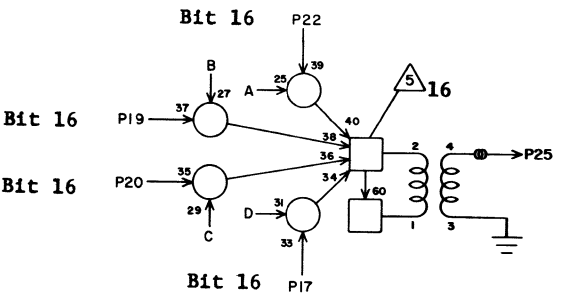 Bit 16 P22
B
27
A 25 39
5 16
Bit 16 P19 37
40
38
2 4
P25
36
Bit 16 P20 35
34
60
29
C
D 31
33
1 3
Bit 16 P17